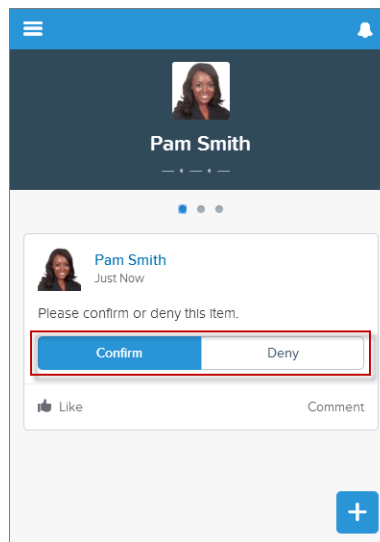 Pam Smith
Pam Smith
Just Now
Please confirm or deny this item.
Confirm Deny
Like Comment